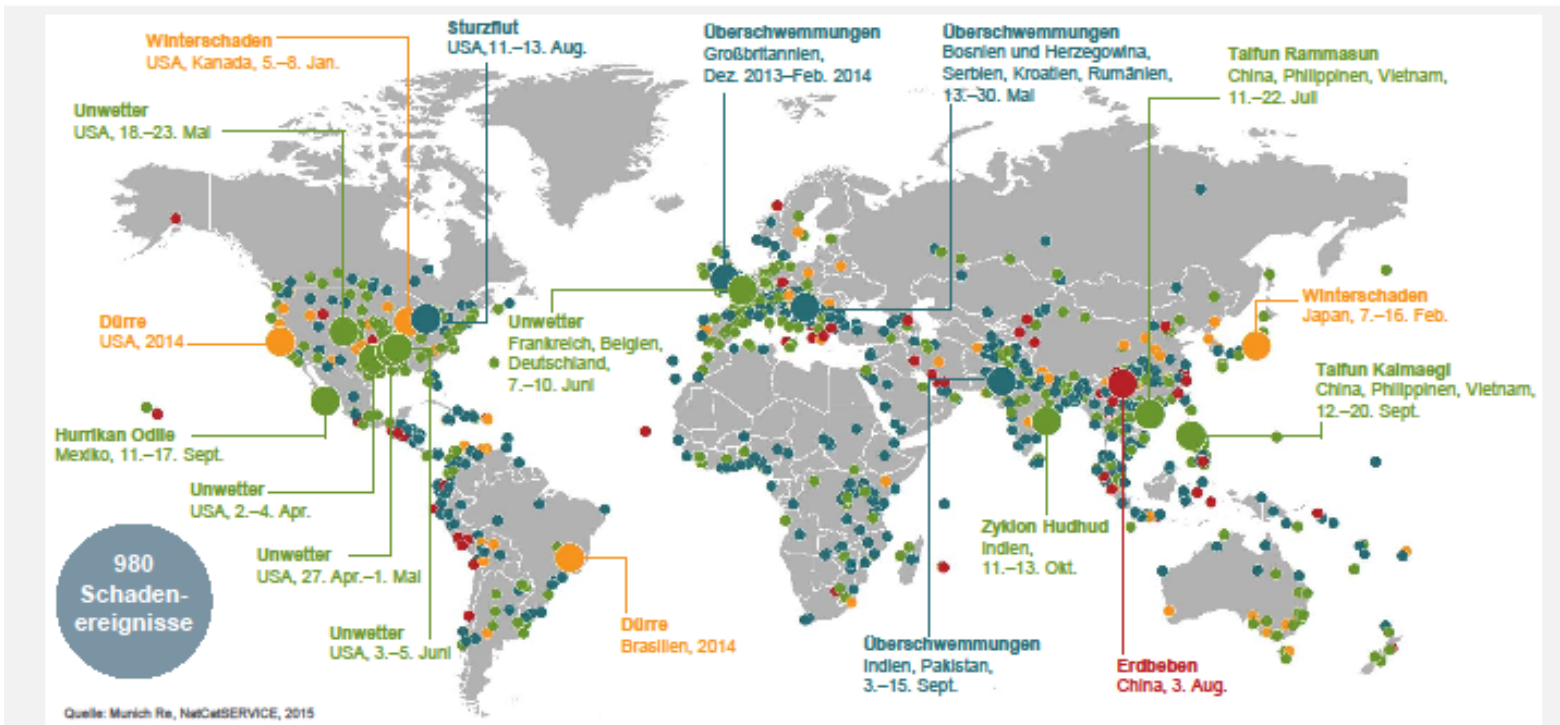 Winterschaden
USA, Kanada, 5.–8. Jan.
Sturzflut
USA,11.–13. Aug.
Überschwemmungen
Großbritannien,
Dez. 2013–Feb. 2014
Überschwemmungen
Bosnien und Herzegowina,
Serbien, Kroatien, Rumänien,
13.–30. Mai
Taifun Rammasun
China, Philippinen, Vietnam,
11.–22. Juli
Unwetter
USA, 18.–23. Mai
Dürre
USA, 2014
Unwetter
Frankreich, Belgien,
Deutschland,
7.–10. Juni
Winterschaden
Japan, 7.–16. Feb.
Taifun Kalmaegi
China, Philippinen, Vietnam,
12.–20. Sept.
Hurrikan Odile
Mexiko, 11.–17. Sept.
Unwetter
USA, 2.–4. Apr.
Unwetter
USA, 27. Apr.–1. Mai
Unwetter
USA, 3.–5. Juni
Dürre
Brasilien, 2014
Zyklon Hudhud
Indien,
11.–13. Okt.
Überschwemmungen
Indien, Pakistan,
3.–15. Sept.
Erdbeben
China, 3. Aug.
980
Schaden-
ereignisse
Quelle: Munich Re, NatCatSERVICE, 2015